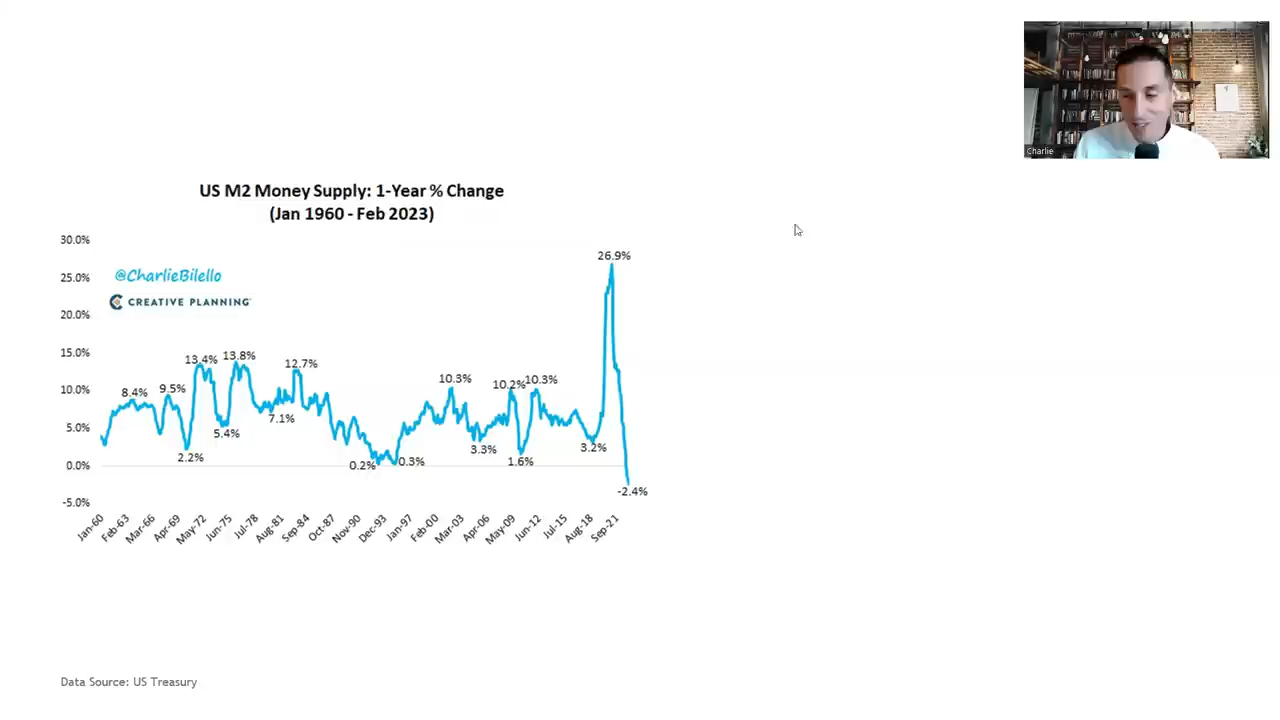 Charlie
US M2 Money Supply: 1-Year % Change
(Jan 1960 - Feb 2023)
30.0%
25.0%
20.0%
15.0%
10.0%
5.0%
0.0%
-5.0%
@CharlieBilello
CREATIVE PLANNING
8.4%
9.5%
2.2%
13.4%
5.4%
13.8%
7.1%
12.7%
0.2%
0.3%
10.3%
3.3%
10.2%
1.6%
10.3%
3.2%
26.9%
-2.4%
Jan-60
Feb-63
Mar-66
Apr-69
May-72
Jun-75
Jul-78
Aug-81
Sep-84
Oct-87
Nov-90
Dec-93
Jan-97
Feb-00
Mar-03
Apr-06
May-09
Jun-12
Jul-15
Aug-18
Sep-21
Data Source: US Treasury